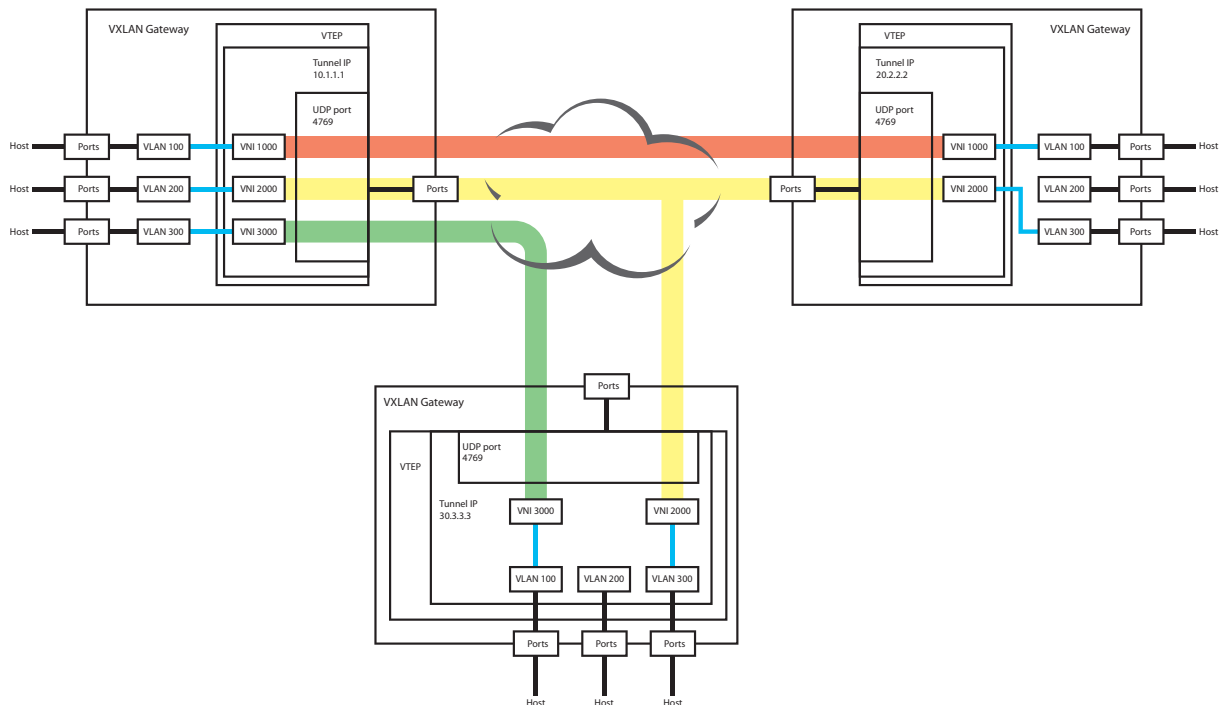 VXLAN Gateway
VTEP
Tunnel IP
10.1.1.1
UDP port
4769
Host
Ports
VLAN 100
VNI 1000
Host
Ports
VLAN 200
VNI 2000
Ports
Host
Ports
VLAN 300
VNI 3000
VTEP
VXLAN Gateway
Tunnel IP
20.2.2.2
UDP port
4769
VNI 1000
VLAN 100
Ports
Host
Ports
VNI 2000
VLAN 200
Ports
Host
VLAN 300
Ports
Host
Ports
VXLAN Gateway
UDP port
4769
VTEP
Tunnel IP
30.3.3.3
VNI 3000
VNI 2000
VLAN 100
VLAN 200
VLAN 300
Ports
Ports
Ports
Host
Host
Host